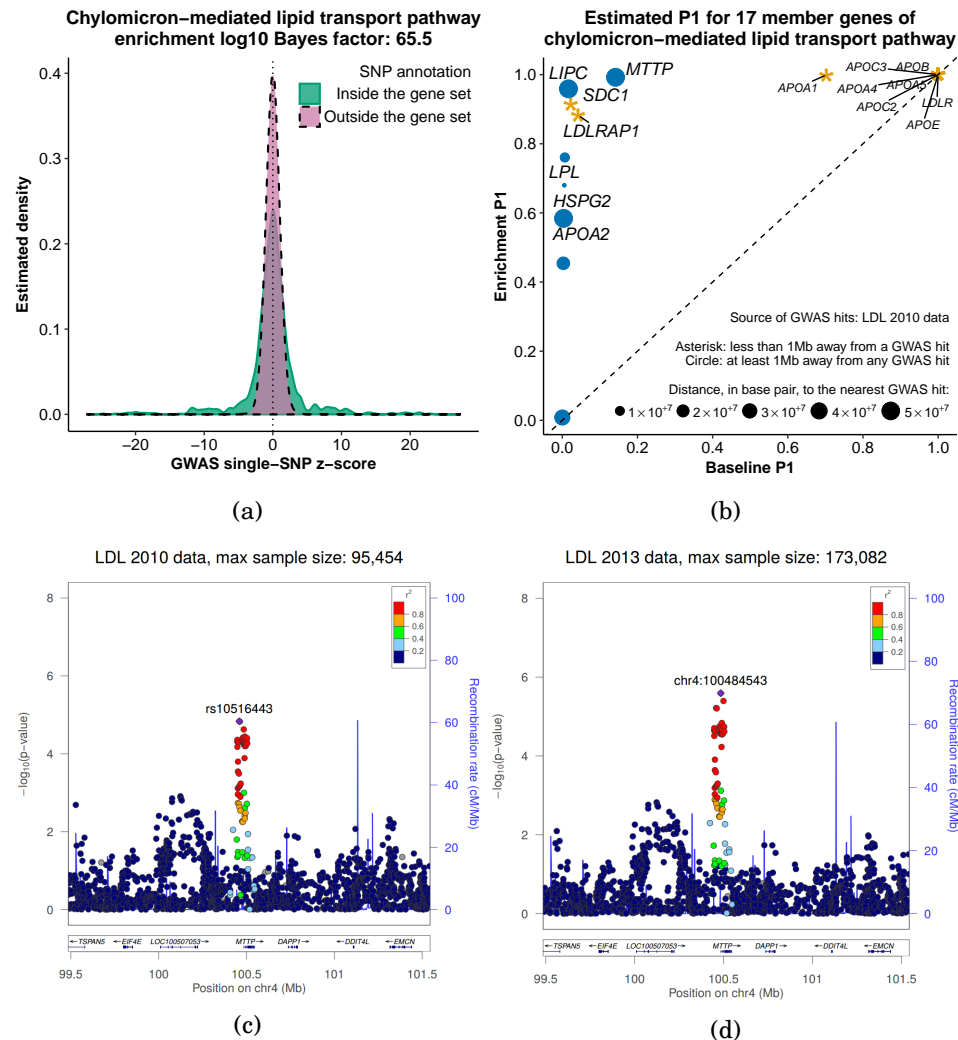 Chylomicron−mediated lipid transport pathway
enrichment log10 Bayes factor: 65.5
SNP annotation
Inside the gene set
Outside the gene set
Estimated density
0.4
0.3
0.2
0.1
0.0
−20
−10
0
10
20
GWAS single−SNP z−score
(a)
Estimated P1 for 17 member genes of
chylomicron−mediated lipid transport pathway
Enrichment P1
1.0
0.8
0.6
0.4
0.2
0.0
LIPC
MTTP
SDC1
LDLRAP1
LPL
HSPG2
APOA2
APOA1
APOC3
APOB
APOA4
APOA5
APOC2
LDLR
APOE
Source of GWAS hits: LDL 2010 data
Asterisk: less than 1Mb away from a GWAS hit
Circle: at least 1Mb away from any GWAS hit
Distance, in base pair, to the nearest GWAS hit:
1 × 10+7 2 × 10+7 3 × 10+7 4 × 10+7 5 × 10+7
0.0
0.2
0.4
0.6
0.8
1.0
Baseline P1
(b)
LDL 2010 data, max sample size: 95,454
−log10(p−value)
8
6
4
2
0
r2
0.8
0.6
0.4
0.2
rs10516443
100
80
60
40
20
0
Recombination rate (cM/Mb)
TSPAN5
EIF4E
LOC100507053
MTTP
DAPP1
DDIT4L
EMCN
99.5
100
100.5
101
101.5
Position on chr4 (Mb)
(c)
LDL 2013 data, max sample size: 173,082
−log10(p−value)
8
6
4
2
0
r2
0.8
0.6
0.4
0.2
chr4:100484543
100
80
60
40
20
0
Recombination rate (cM/Mb)
TSPAN5
EIF4E
LOC100507053
MTTP
DAPP1
DDIT4L
EMCN
99.5
100
100.5
101
101.5
Position on chr4 (Mb)
(d)